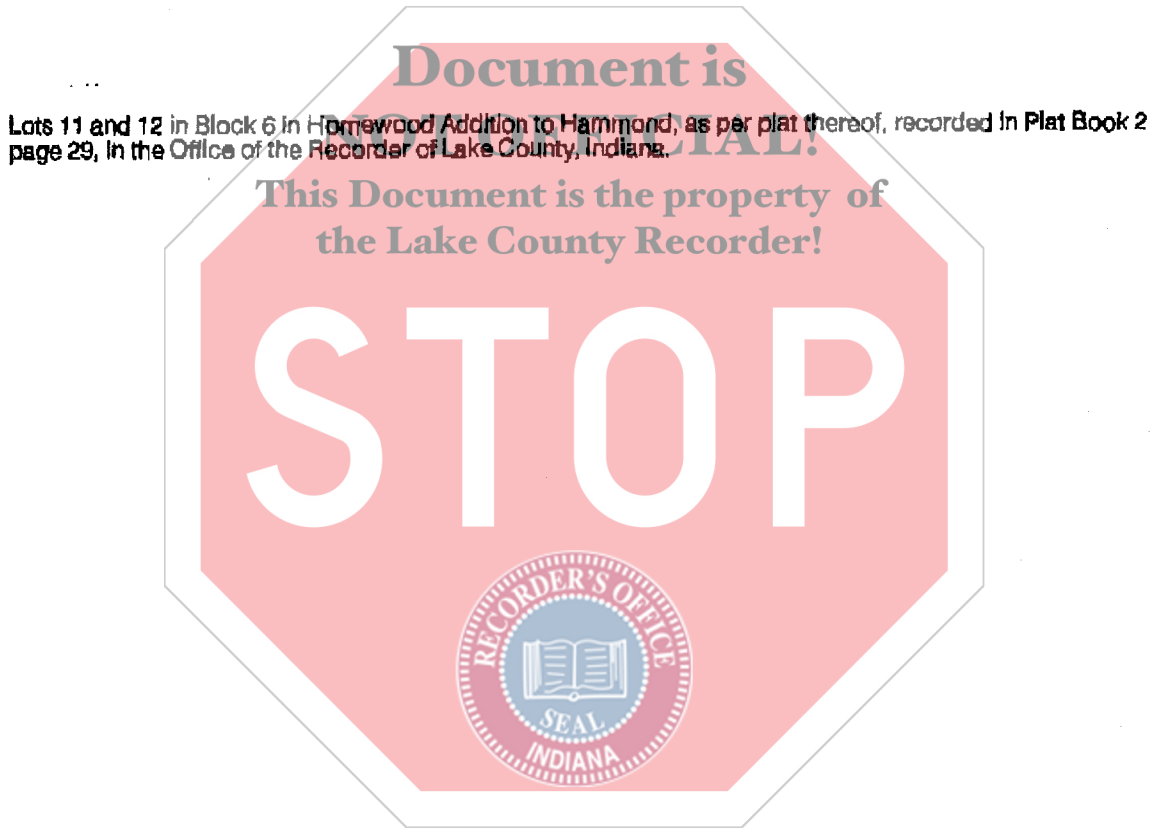 Document is
NOT OFFICIAL!
Lots 11 and 12 in Block 6 in Homewood Addition to Hammond, as per plat thereof, recorded in Plat Book 2
page 29, in the Office of the Recorder of Lake County, Indiana.
This Document is the property of
the Lake County Recorder!
STOP
RECORDER'S OFFICE
SEAL
INDIANA